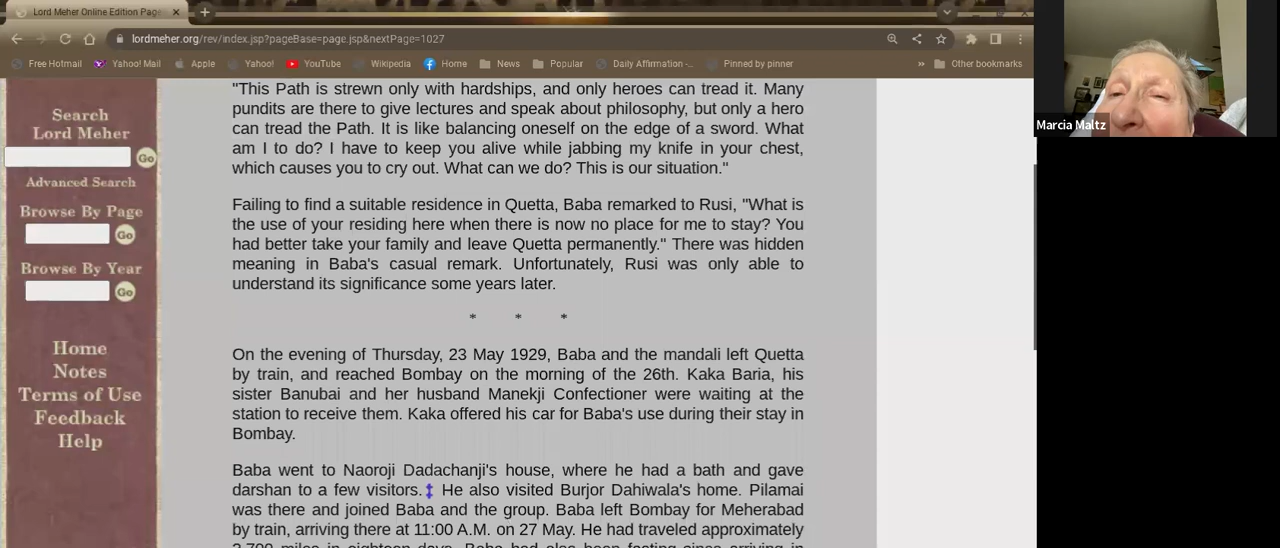 Lord Meher Online Edition Page
lordmeher.org/rev/index.jsp?pageBase=page.jsp&nextPage=1027
Free Hotmail Yahoo! Mail Apple Yahoo! YouTube Wikipedia Home News Popular Daily Affirmation -... Pinned by pinner » Other bookmarks
Search
Lord Meher
Go
Advanced Search
Browse By Page
Go
Browse By Year
Go
Home
Notes
Terms of Use
Feedback
Help
"This Path is strewn only with hardships, and only heroes can tread it. Many
pundits are there to give lectures and speak about philosophy, but only a hero
can tread the Path. It is like balancing oneself on the edge of a sword. What
am I to do? I have to keep you alive while jabbing my knife in your chest,
which causes you to cry out. What can we do? This is our situation."
Failing to find a suitable residence in Quetta, Baba remarked to Rusi, "What is
the use of your residing here when there is now no place for me to stay? You
had better take your family and leave Quetta permanently." There was hidden
meaning in Baba's casual remark. Unfortunately, Rusi was only able to
understand its significance some years later.
* * *
On the evening of Thursday, 23 May 1929, Baba and the mandali left Quetta
by train, and reached Bombay on the morning of the 26th. Kaka Baria, his
sister Banubai and her husband Manekji Confectioner were waiting at the
station to receive them. Kaka offered his car for Baba's use during their stay in
Bombay.
Baba went to Naoroji Dadachanji's house, where he had a bath and gave
darshan to a few visitors.‡ He also visited Burjor Dahiwala's home. Pilamai
was there and joined Baba and the group. Baba left Bombay for Meherabad
by train, arriving there at 11:00 A.M. on 27 May. He had traveled approximately
2,700 miles in eighteen days. Baba had also been fasting since arriving in
Marcia Maltz